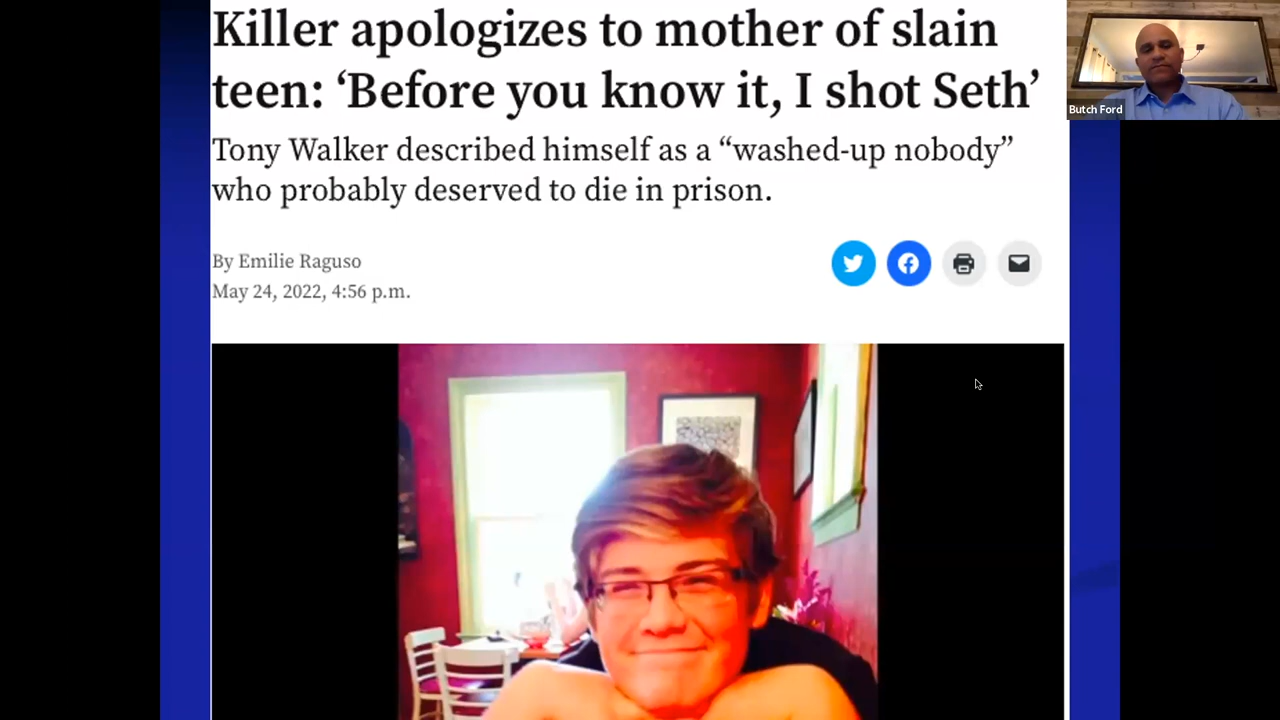 Killer apologizes to mother of slain
teen: ‘Before you know it, I shot Seth’
Tony Walker described himself as a “washed-up nobody”
who probably deserved to die in prison.
By Emilie Raguso
May 24, 2022, 4:56 p.m.
Butch Ford